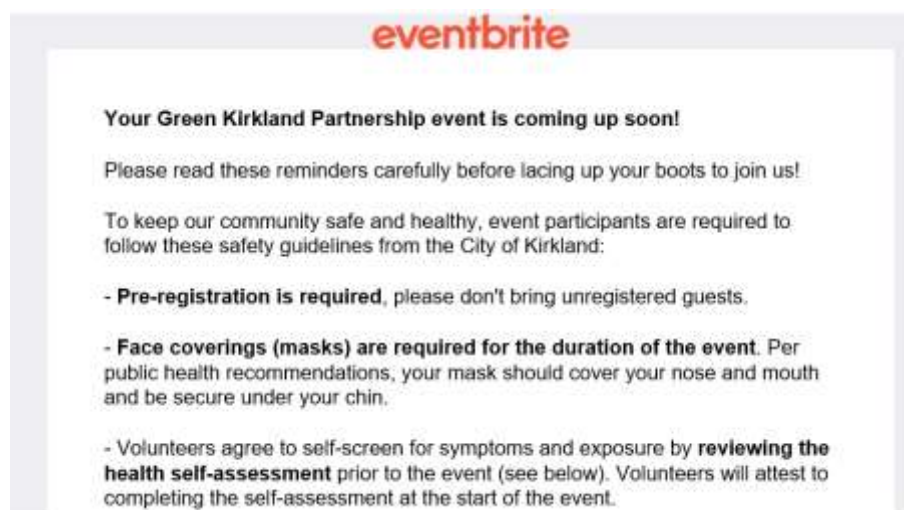 eventbrite
Your Green Kirkland Partnership event is coming up soon!
Please read these reminders carefully before lacing up your boots to join us!
To keep our community safe and healthy, event participants are required to
follow these safety guidelines from the City of Kirkland:
- Pre-registration is required, please don't bring unregistered guests.
- Face coverings (masks) are required for the duration of the event. Per
public health recommendations, your mask should cover your nose and mouth
and be secure under your chin.
- Volunteers agree to self-screen for symptoms and exposure by reviewing the
health self-assessment prior to the event (see below). Volunteers will attest to
completing the self-assessment at the start of the event.